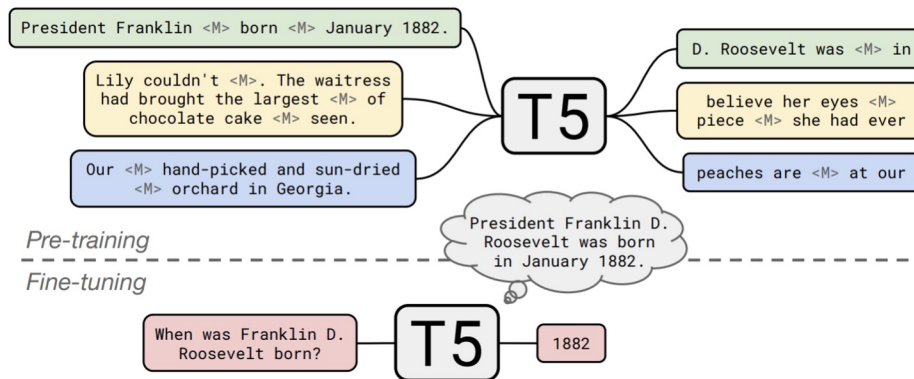 President Franklin <M> born <M> January 1882.
D. Roosevelt was <M> in
Lily couldn't <M>. The waitress
had brought the largest <M> of
chocolate cake <M> seen.
T5
believe her eyes <M>
piece <M> she had ever
Our <M> hand-picked and sun-dried
<M> orchard in Georgia.
peaches are <M> at our
Pre-training
President Franklin D.
Roosevelt was born
in January 1882.
Fine-tuning
When was Franklin D.
Roosevelt born?
T5
1882